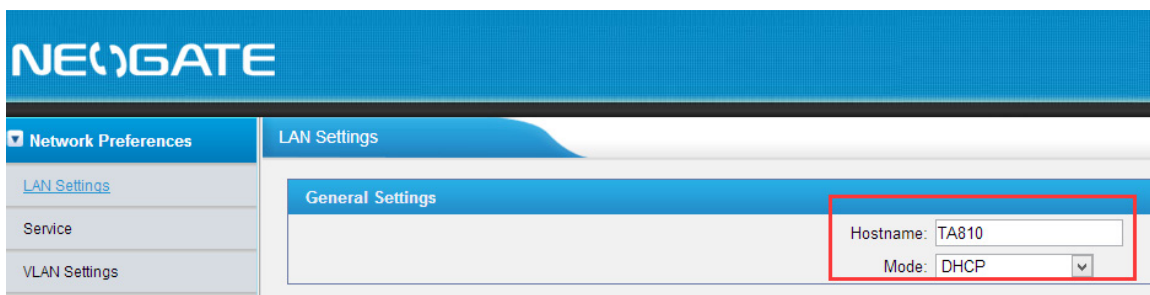 NEOGATE
Network Preferences
LAN Settings
LAN Settings
General Settings
Service
Hostname: TA810
VLAN Settings
Mode: DHCP